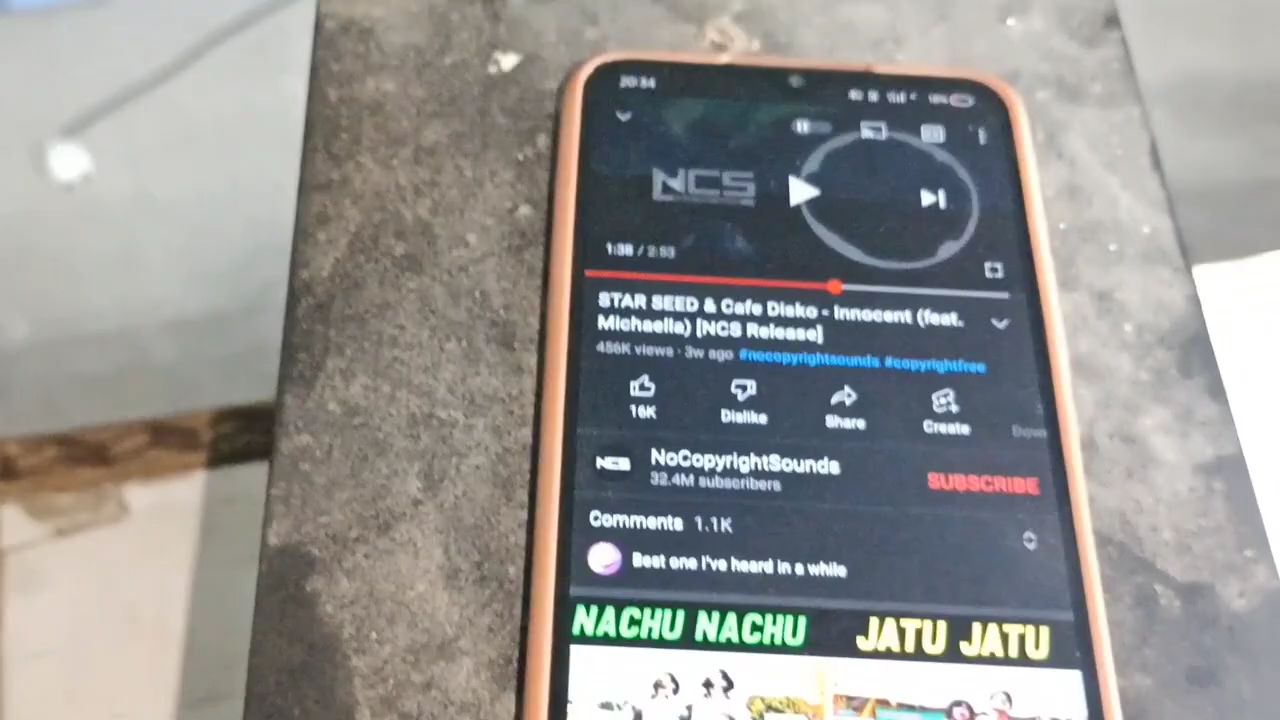 20:34
NCS
1:38 / 2:53
STAR SEED & Cafe Disko - Innocent (feat.
Michaella) [NCS Release]
456K views · 3w ago #nocopyrightsounds #copyrightfree
16K
Dislike
Share
Create
Down
NCS
NoCopyrightSounds
32.4M subscribers
SUBSCRIBE
Comments 1.1K
Best one I've heard in a while
NACHU NACHU
JATU JATU